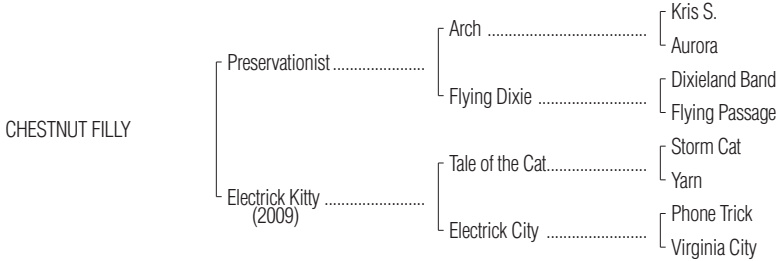 Kris S.
Arch ......................................
Aurora
Preservationist ......................
Dixieland Band
Flying Dixie ..........................
Flying Passage
CHESTNUT FILLY
Storm Cat
Tale of the Cat........................
Yarn
Electrick Kitty ........................
(2009)
Phone Trick
Electrick City ........................
Virginia City